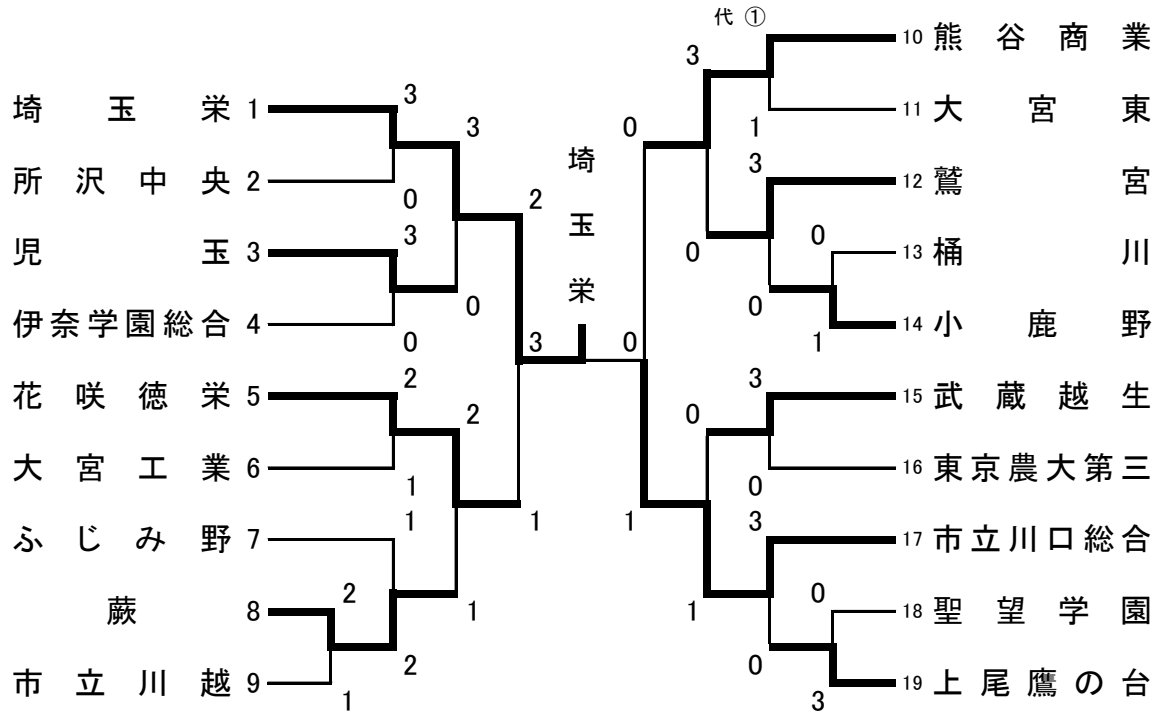 代 ①
埼玉栄 1
所沢中央 2
児玉 3
伊奈学園総合 4
花咲徳栄 5
大宮工業 6
ふじみ野 7
蕨 8
市立川越 9
3
0
3
0
2
1
1
2
2
1
3
0
2
1
2
1
3
埼玉栄
0
0
1
3
0
0
1
1
3
0
0
1
3
0
3
0
0
3
10 熊谷商業
11 大宮東
12 鷲宮
13 桶川
14 小鹿野
15 武蔵越生
16 東京農大第三
17 市立川口総合
18 聖望学園
19 上尾鷹の台